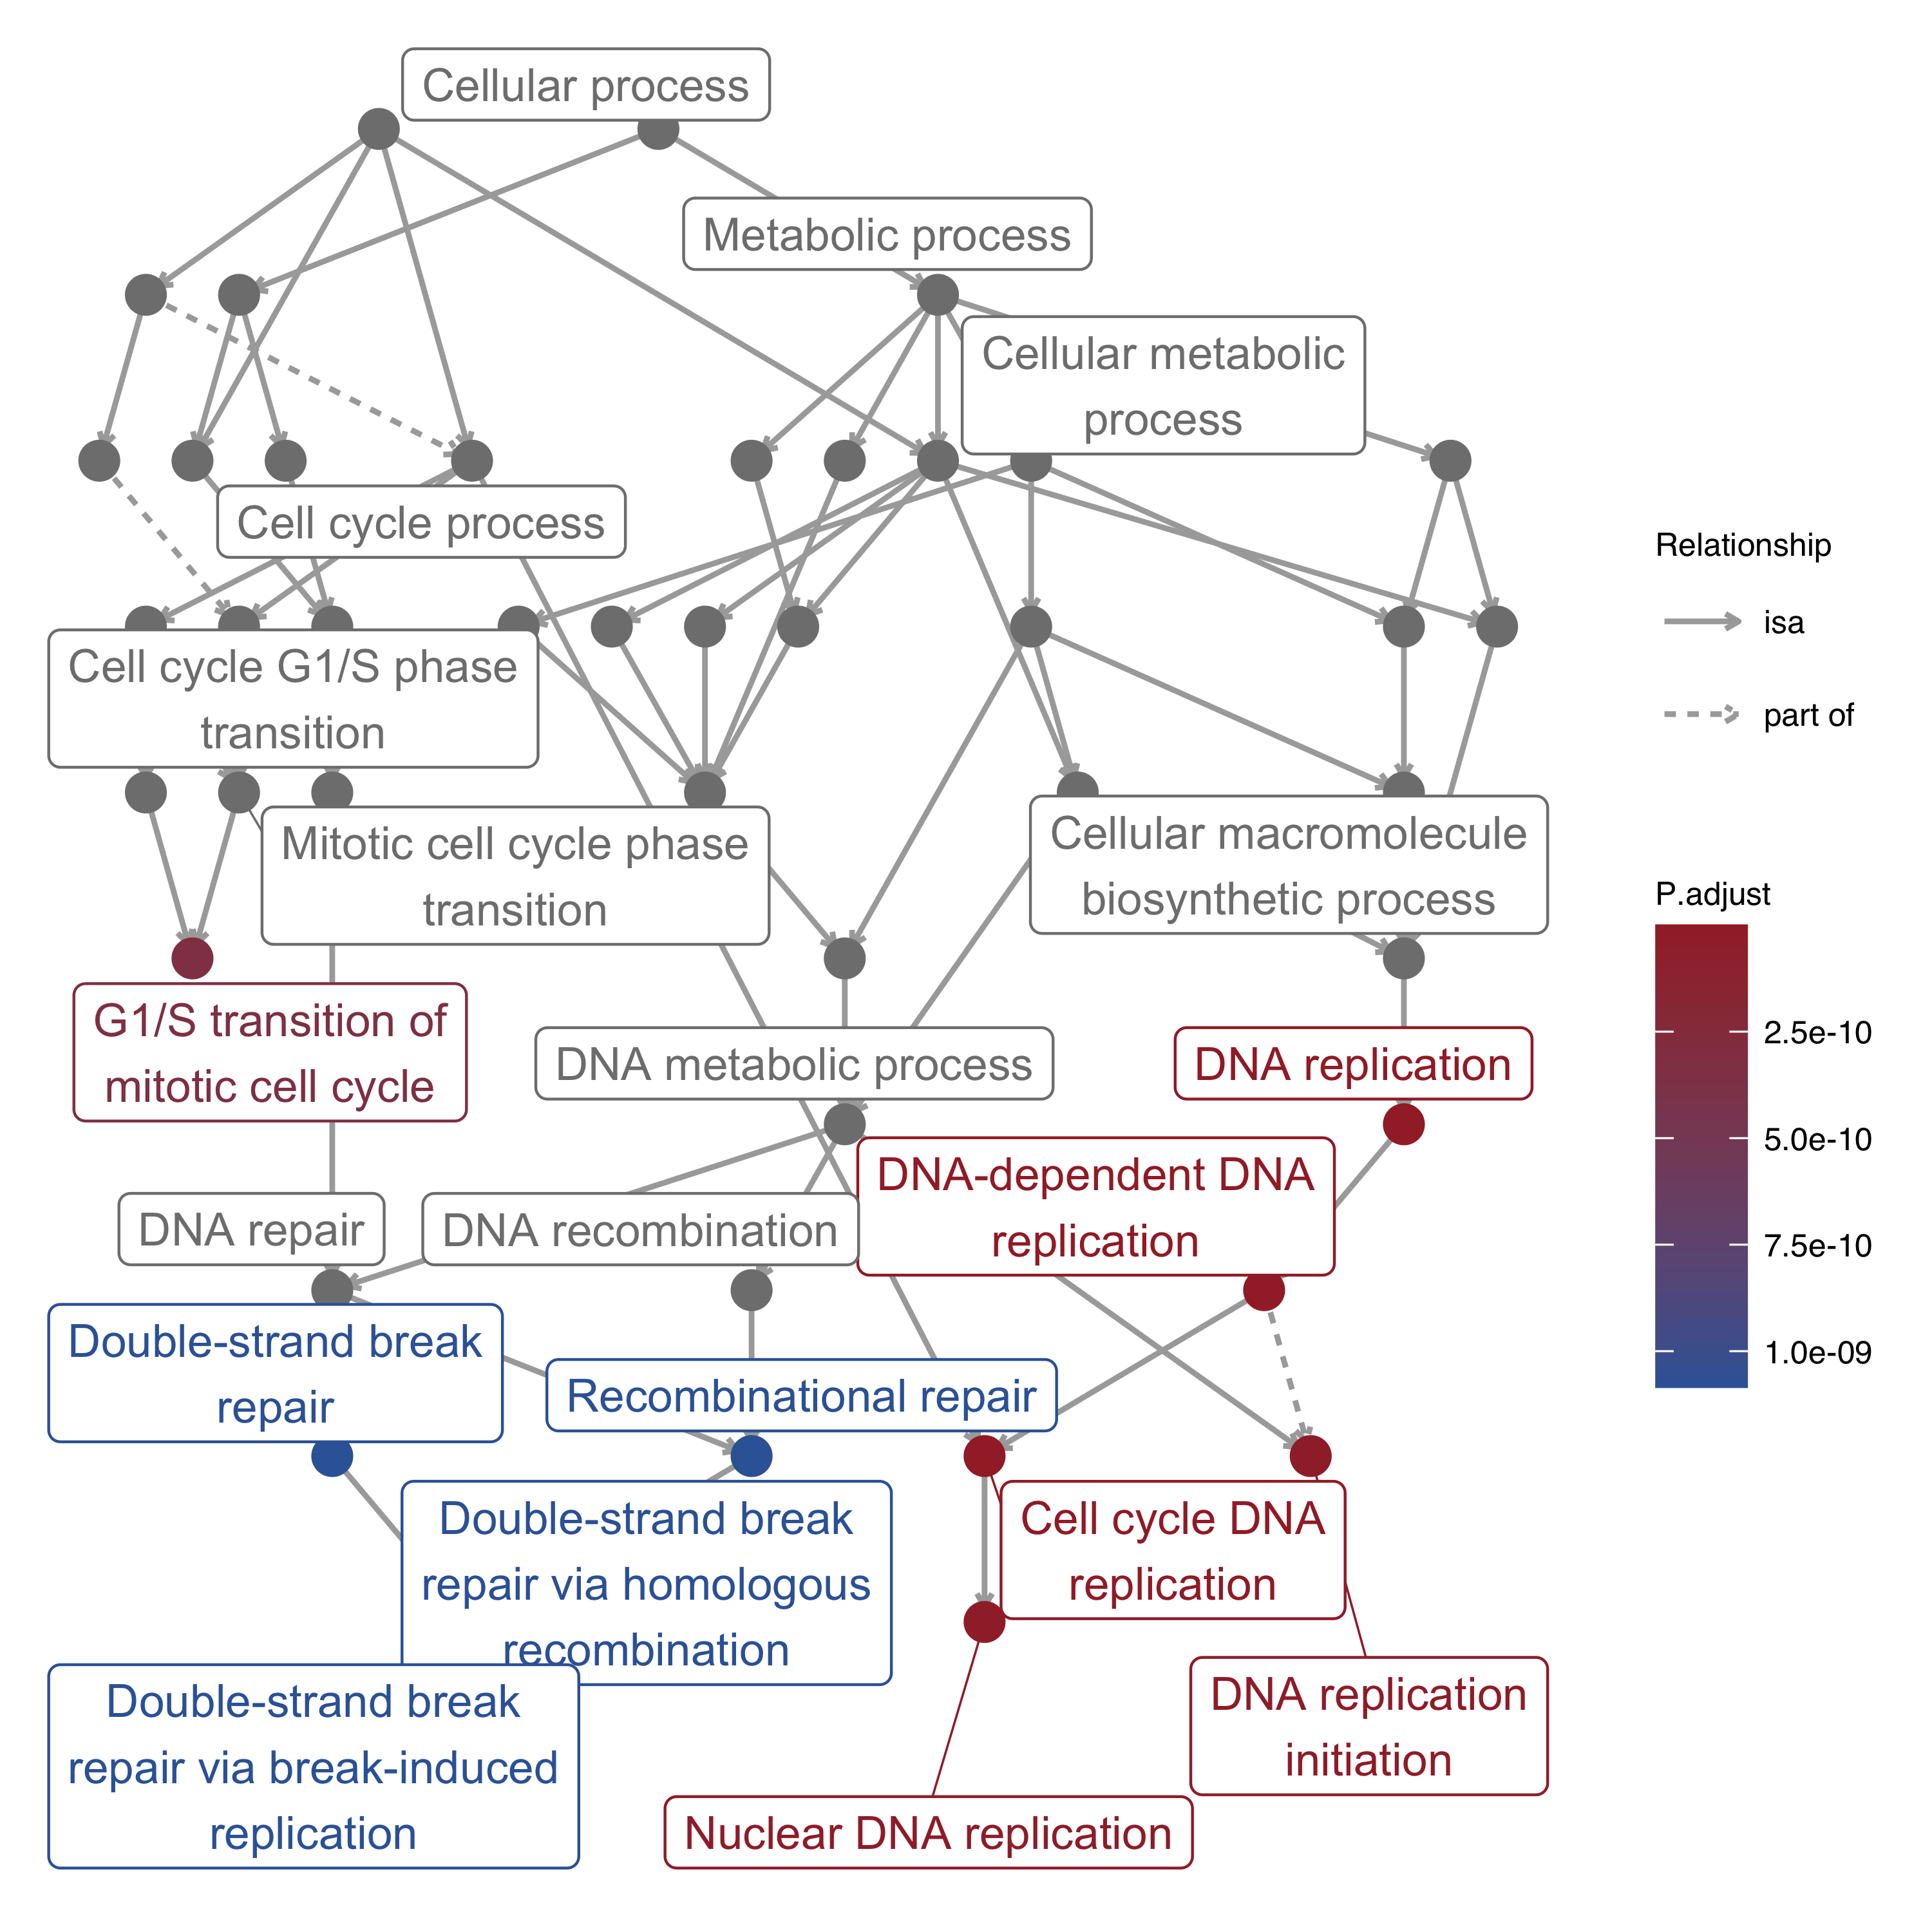 Cellular process
Metabolic process
Cellular metabolic
process
Cell cycle process
Relationship
isa
part of
Cell cycle G1/S phase
transition
Mitotic cell cycle phase
transition
Cellular macromolecule
biosynthetic process
P.adjust
2.5e-10
5.0e-10
7.5e-10
1.0e-09
G1/S transition of
mitotic cell cycle
DNA metabolic process
DNA replication
DNA-dependent DNA
replication
DNA repair
DNA recombination
Double-strand break
repair
Recombinational repair
Double-strand break
repair via homologous
recombination
Cell cycle DNA
replication
Double-strand break
repair via break-induced
replication
DNA replication
initiation
Nuclear DNA replication